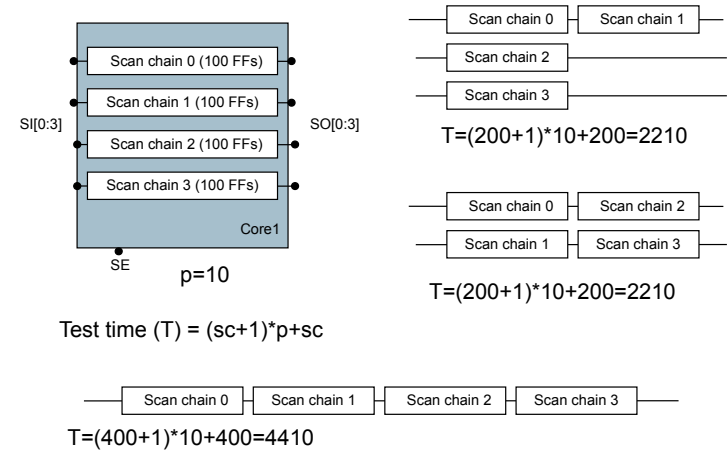 Scan chain 0 (100 FFs)
Scan chain 1 (100 FFs)
Scan chain 2 (100 FFs)
Scan chain 3 (100 FFs)
SI[0:3]
SO[0:3]
Core1
SE
p=10
Test time (T) = (sc+1)*p+sc
Scan chain 0 Scan chain 1
Scan chain 2
Scan chain 3
T=(200+1)*10+200=2210
Scan chain 0 Scan chain 2
Scan chain 1 Scan chain 3
T=(200+1)*10+200=2210
Scan chain 0 Scan chain 1 Scan chain 2 Scan chain 3
T=(400+1)*10+400=4410